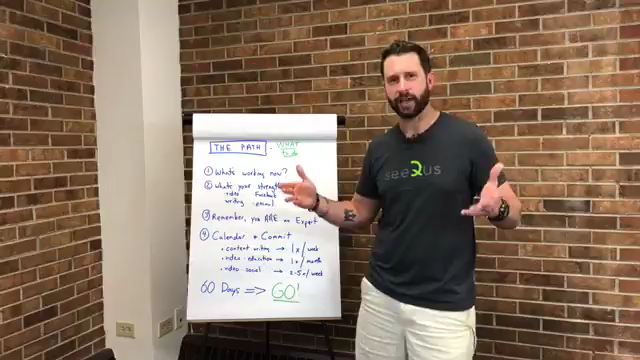 THE PATH - WHAT
to do
① What's working now?
② What's your strength
video Facebook
writing email
③ Remember, you ARE an Expert
④ Calendar + Commit
• content writing → 1x/week
• video education → 1x/month
• video social → 2-5x/week
60 Days => GO!
seeQus